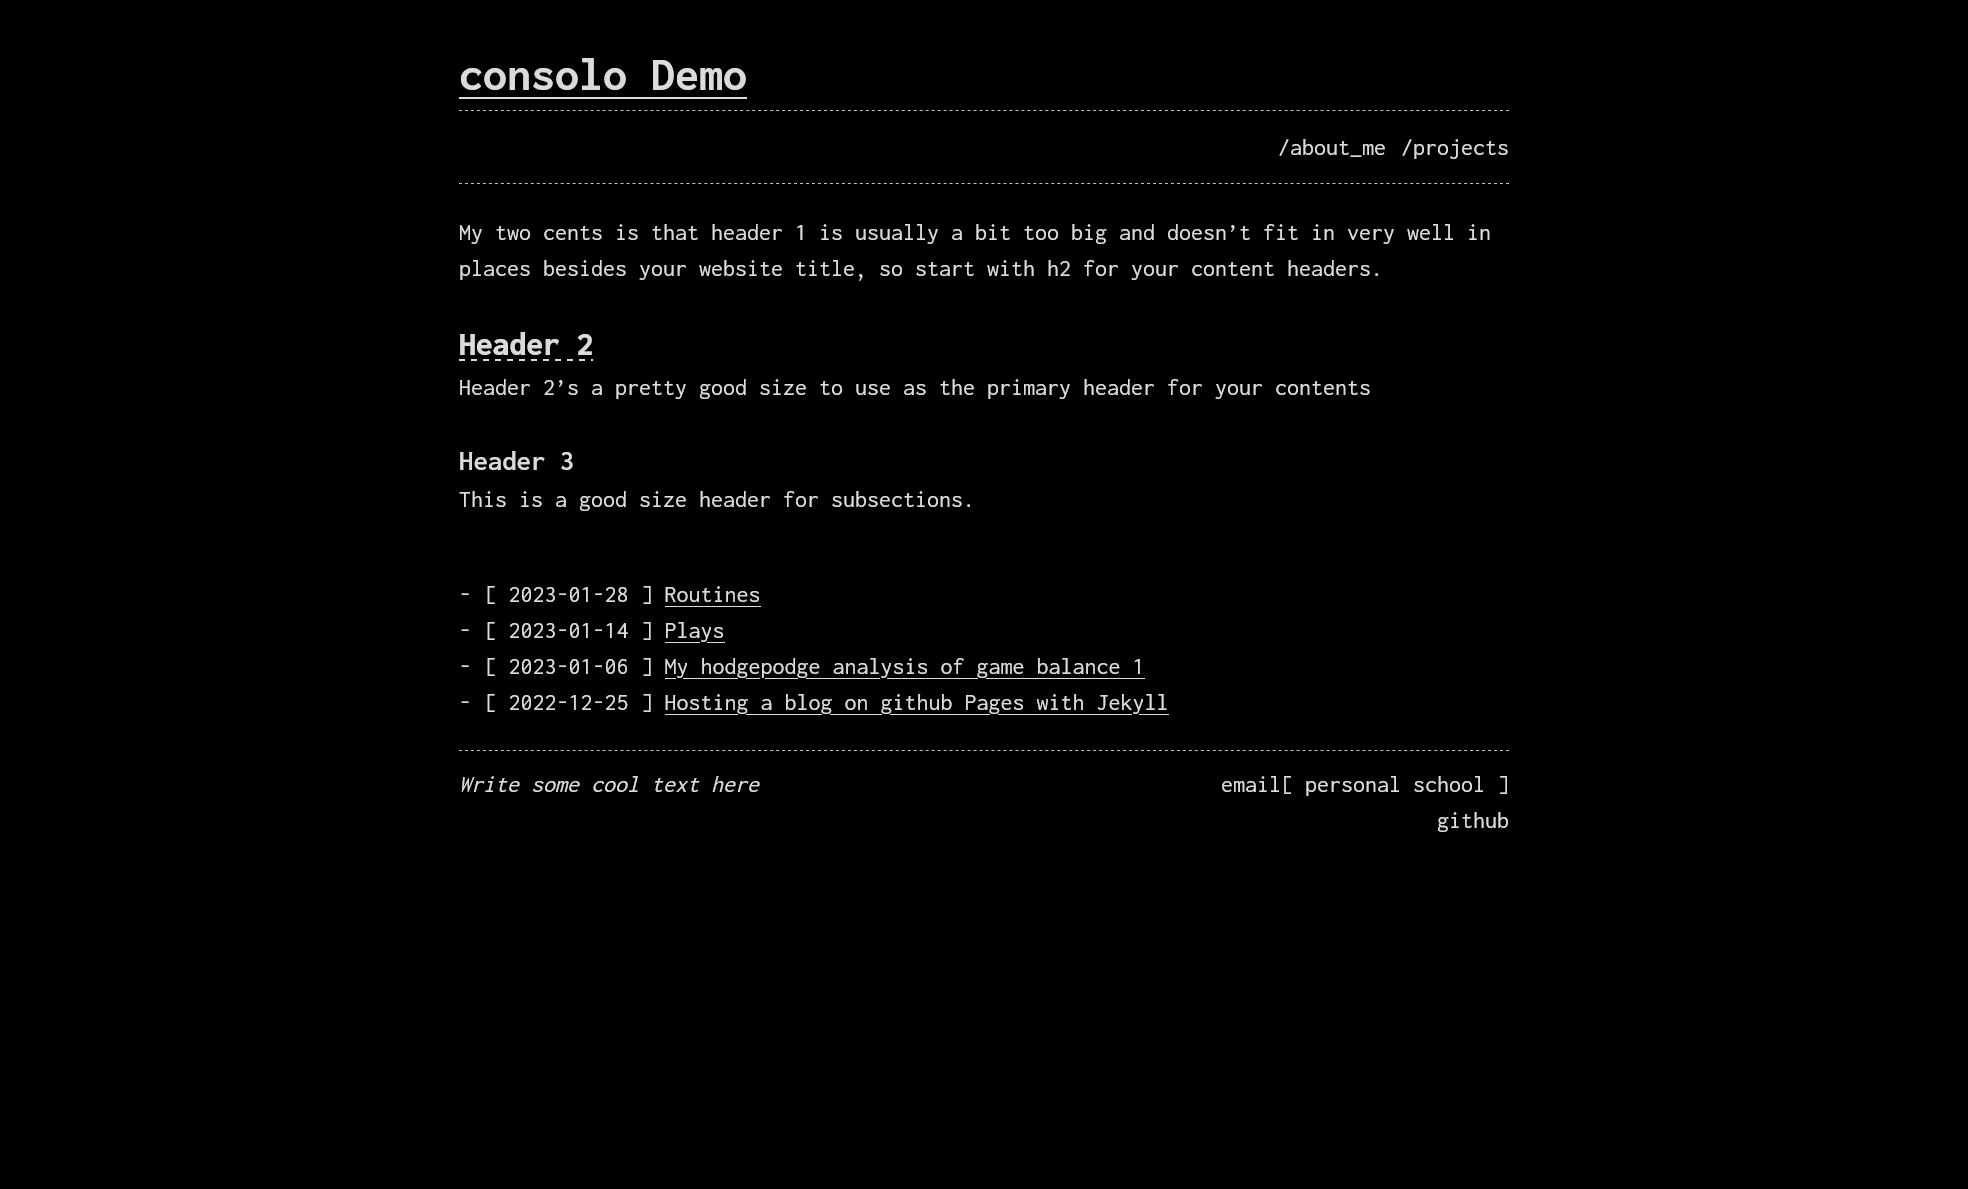 consolo Demo
/about_me /projects
My two cents is that header 1 is usually a bit too big and doesn’t fit in very well in
places besides your website title, so start with h2 for your content headers.
Header 2
Header 2’s a pretty good size to use as the primary header for your contents
Header 3
This is a good size header for subsections.
- [ 2023-01-28 ] Routines
- [ 2023-01-14 ] Plays
- [ 2023-01-06 ] My hodgepodge analysis of game balance 1
- [ 2022-12-25 ] Hosting a blog on github Pages with Jekyll
Write some cool text here
email[ personal school ]
github